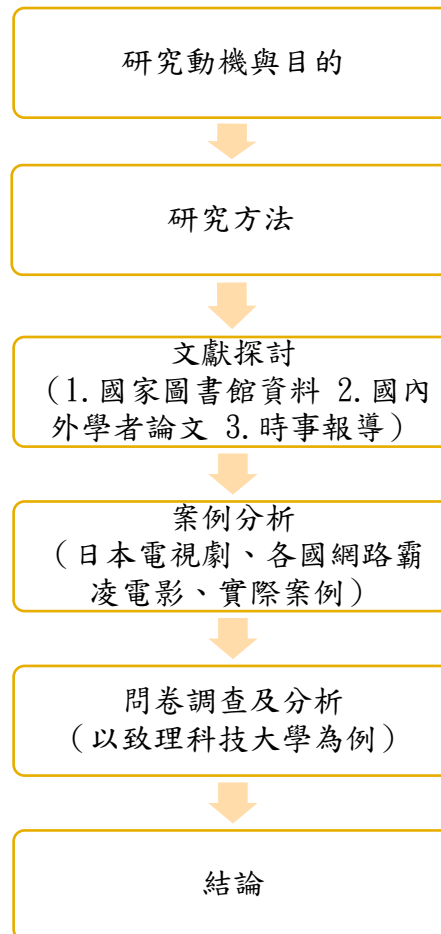 研究動機與目的
研究方法
文獻探討
（1.國家圖書館資料 2.國內
外學者論文 3.時事報導）
案例分析
（日本電視劇、各國網路霸
凌電影、實際案例）
問卷調查及分析
（以致理科技大學為例）
結論